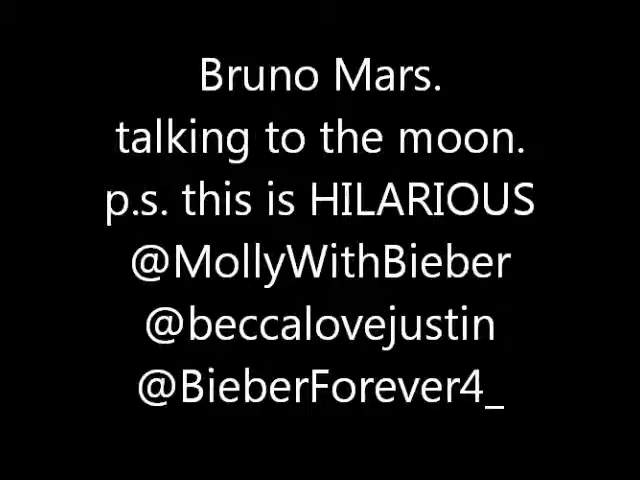 Bruno Mars.
talking to the moon.
p.s. this is HILARIOUS
@MollyWithBieber
@beccalovejustin
@BieberForever4_